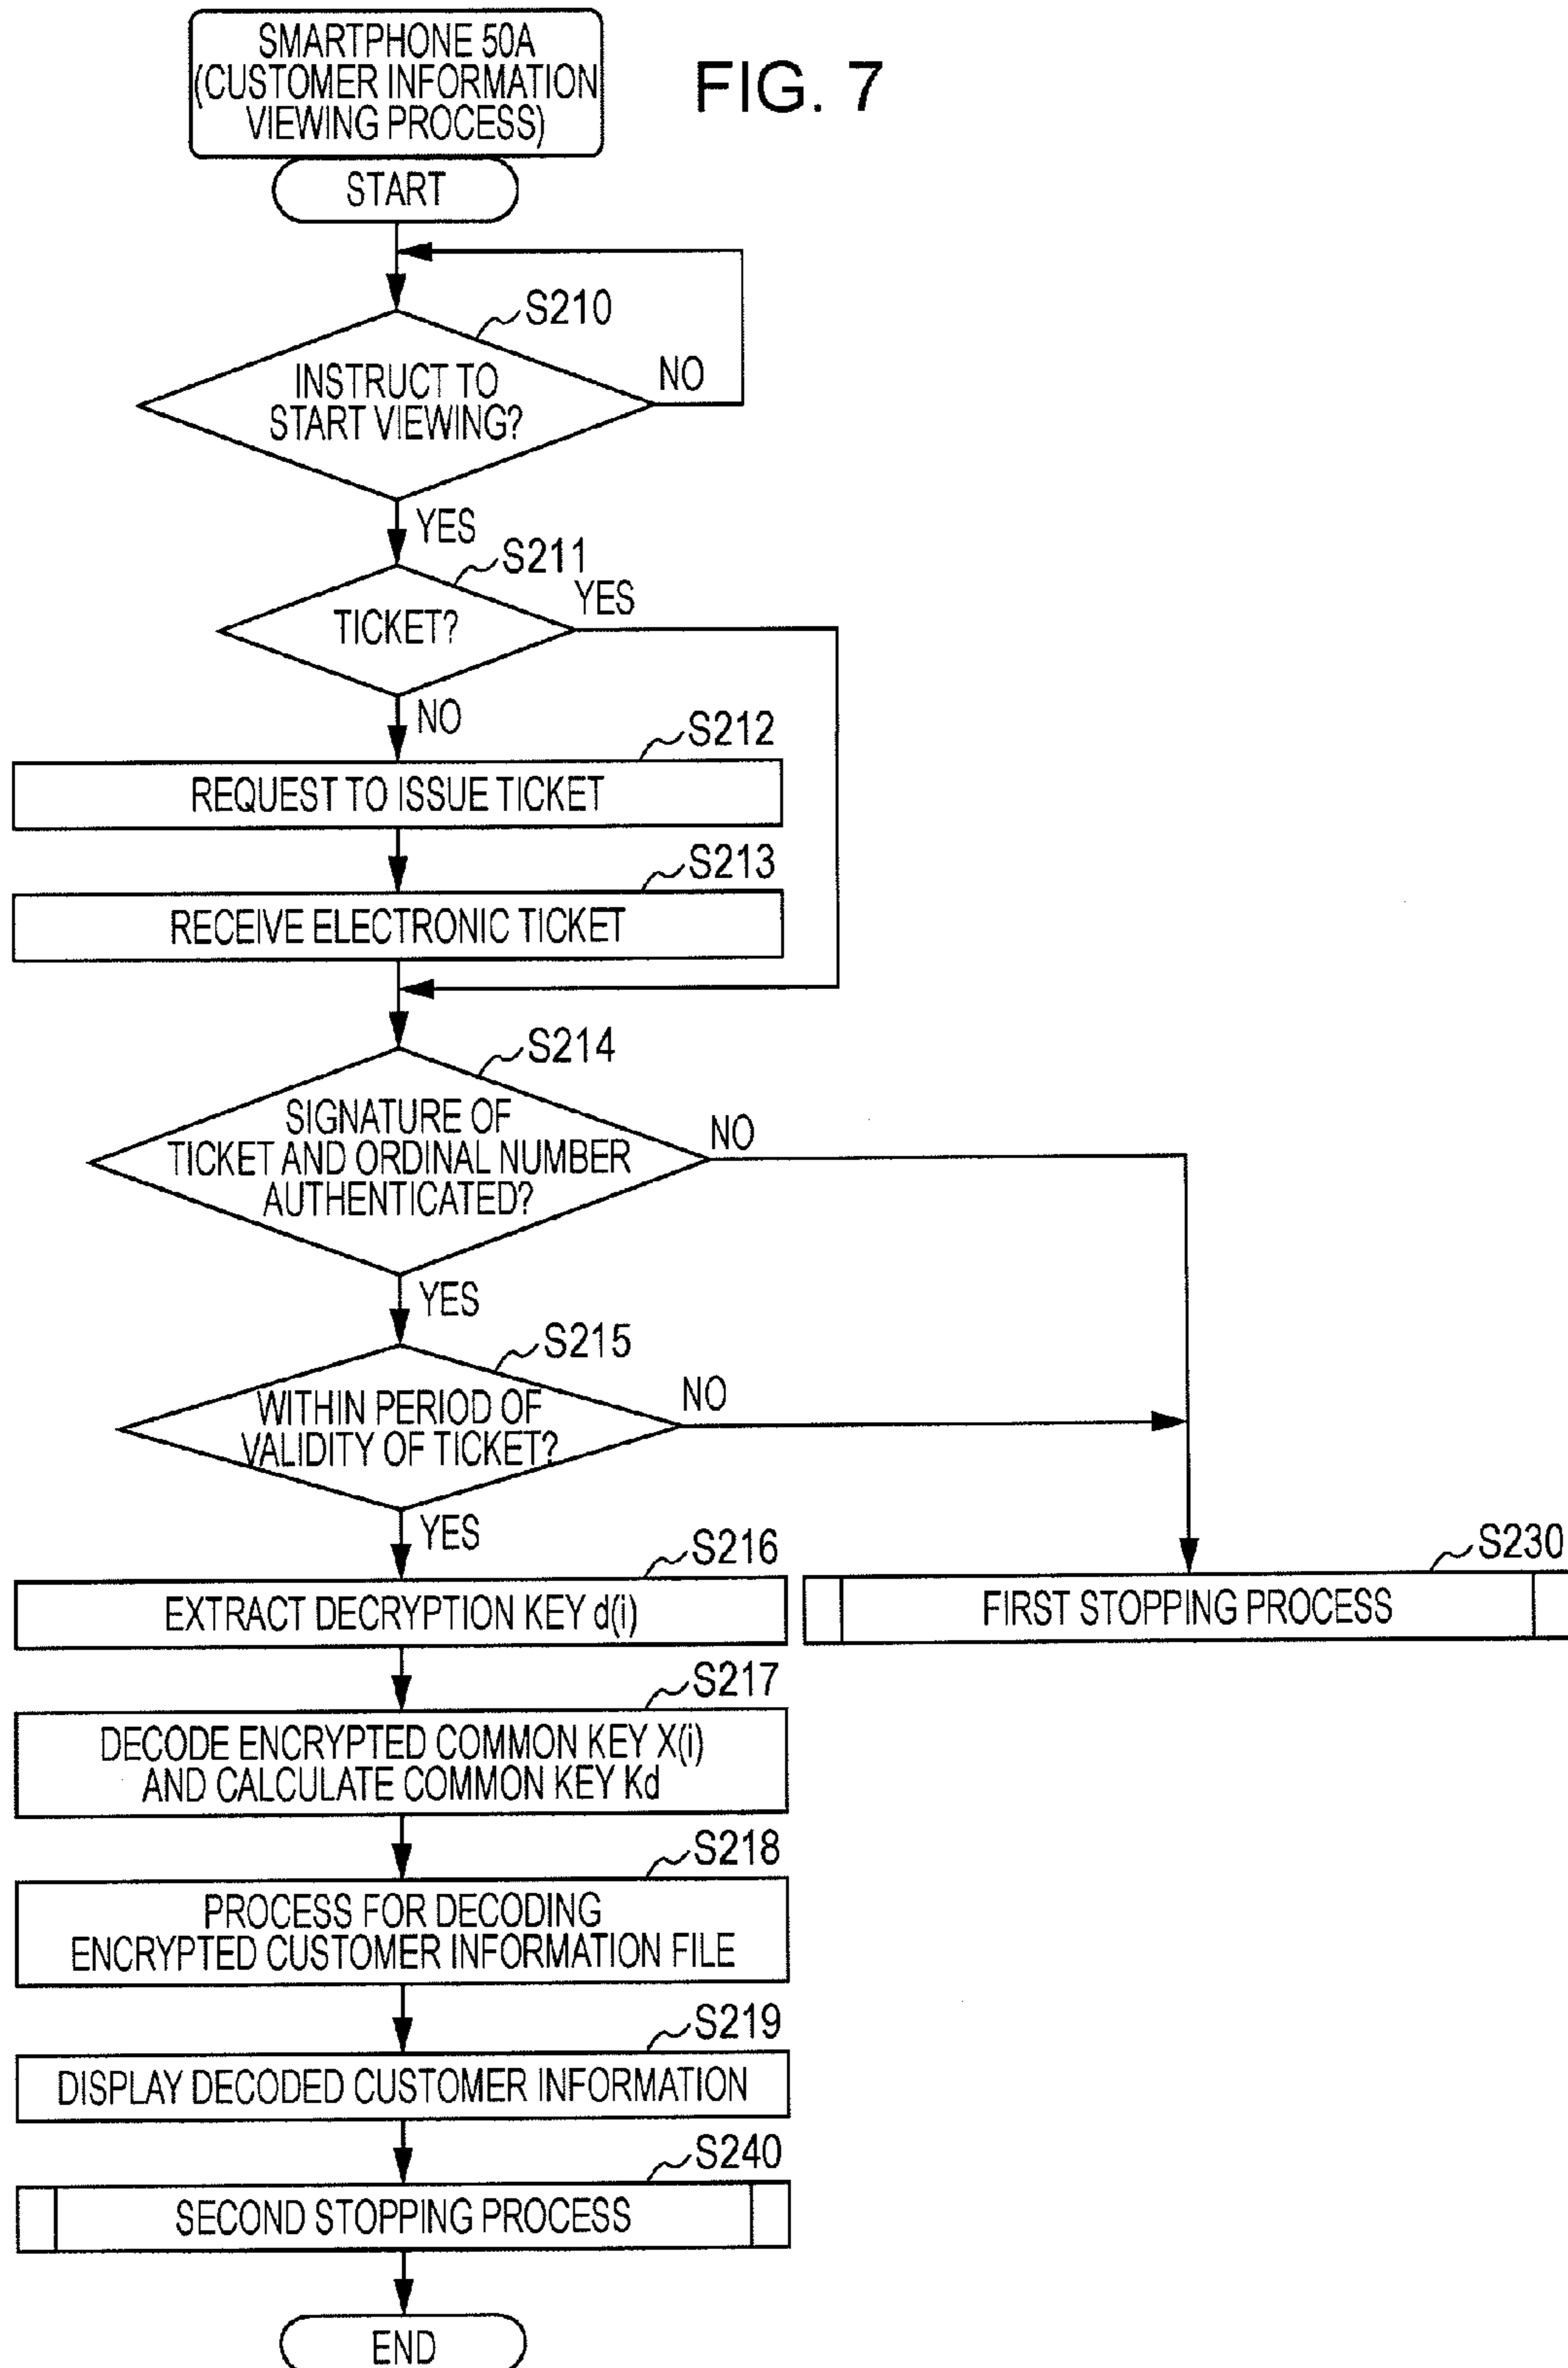 SMARTPHONE 50A
(CUSTOMER INFORMATION
VIEWING PROCESS)
FIG. 7
START
S210
INSTRUCT TO
START VIEWING?
NO
YES
S211
TICKET?
YES
NO
S212
REQUEST TO ISSUE TICKET
S213
RECEIVE ELECTRONIC TICKET
S214
SIGNATURE OF
TICKET AND ORDINAL NUMBER
AUTHENTICATED?
NO
YES
S215
WITHIN PERIOD OF
VALIDITY OF TICKET?
NO
YES
S216
EXTRACT DECRYPTION KEY d(i)
S230
FIRST STOPPING PROCESS
S217
DECODE ENCRYPTED COMMON KEY X(i)
AND CALCULATE COMMON KEY Kd
S218
PROCESS FOR DECODING
ENCRYPTED CUSTOMER INFORMATION FILE
S219
DISPLAY DECODED CUSTOMER INFORMATION
S240
SECOND STOPPING PROCESS
END